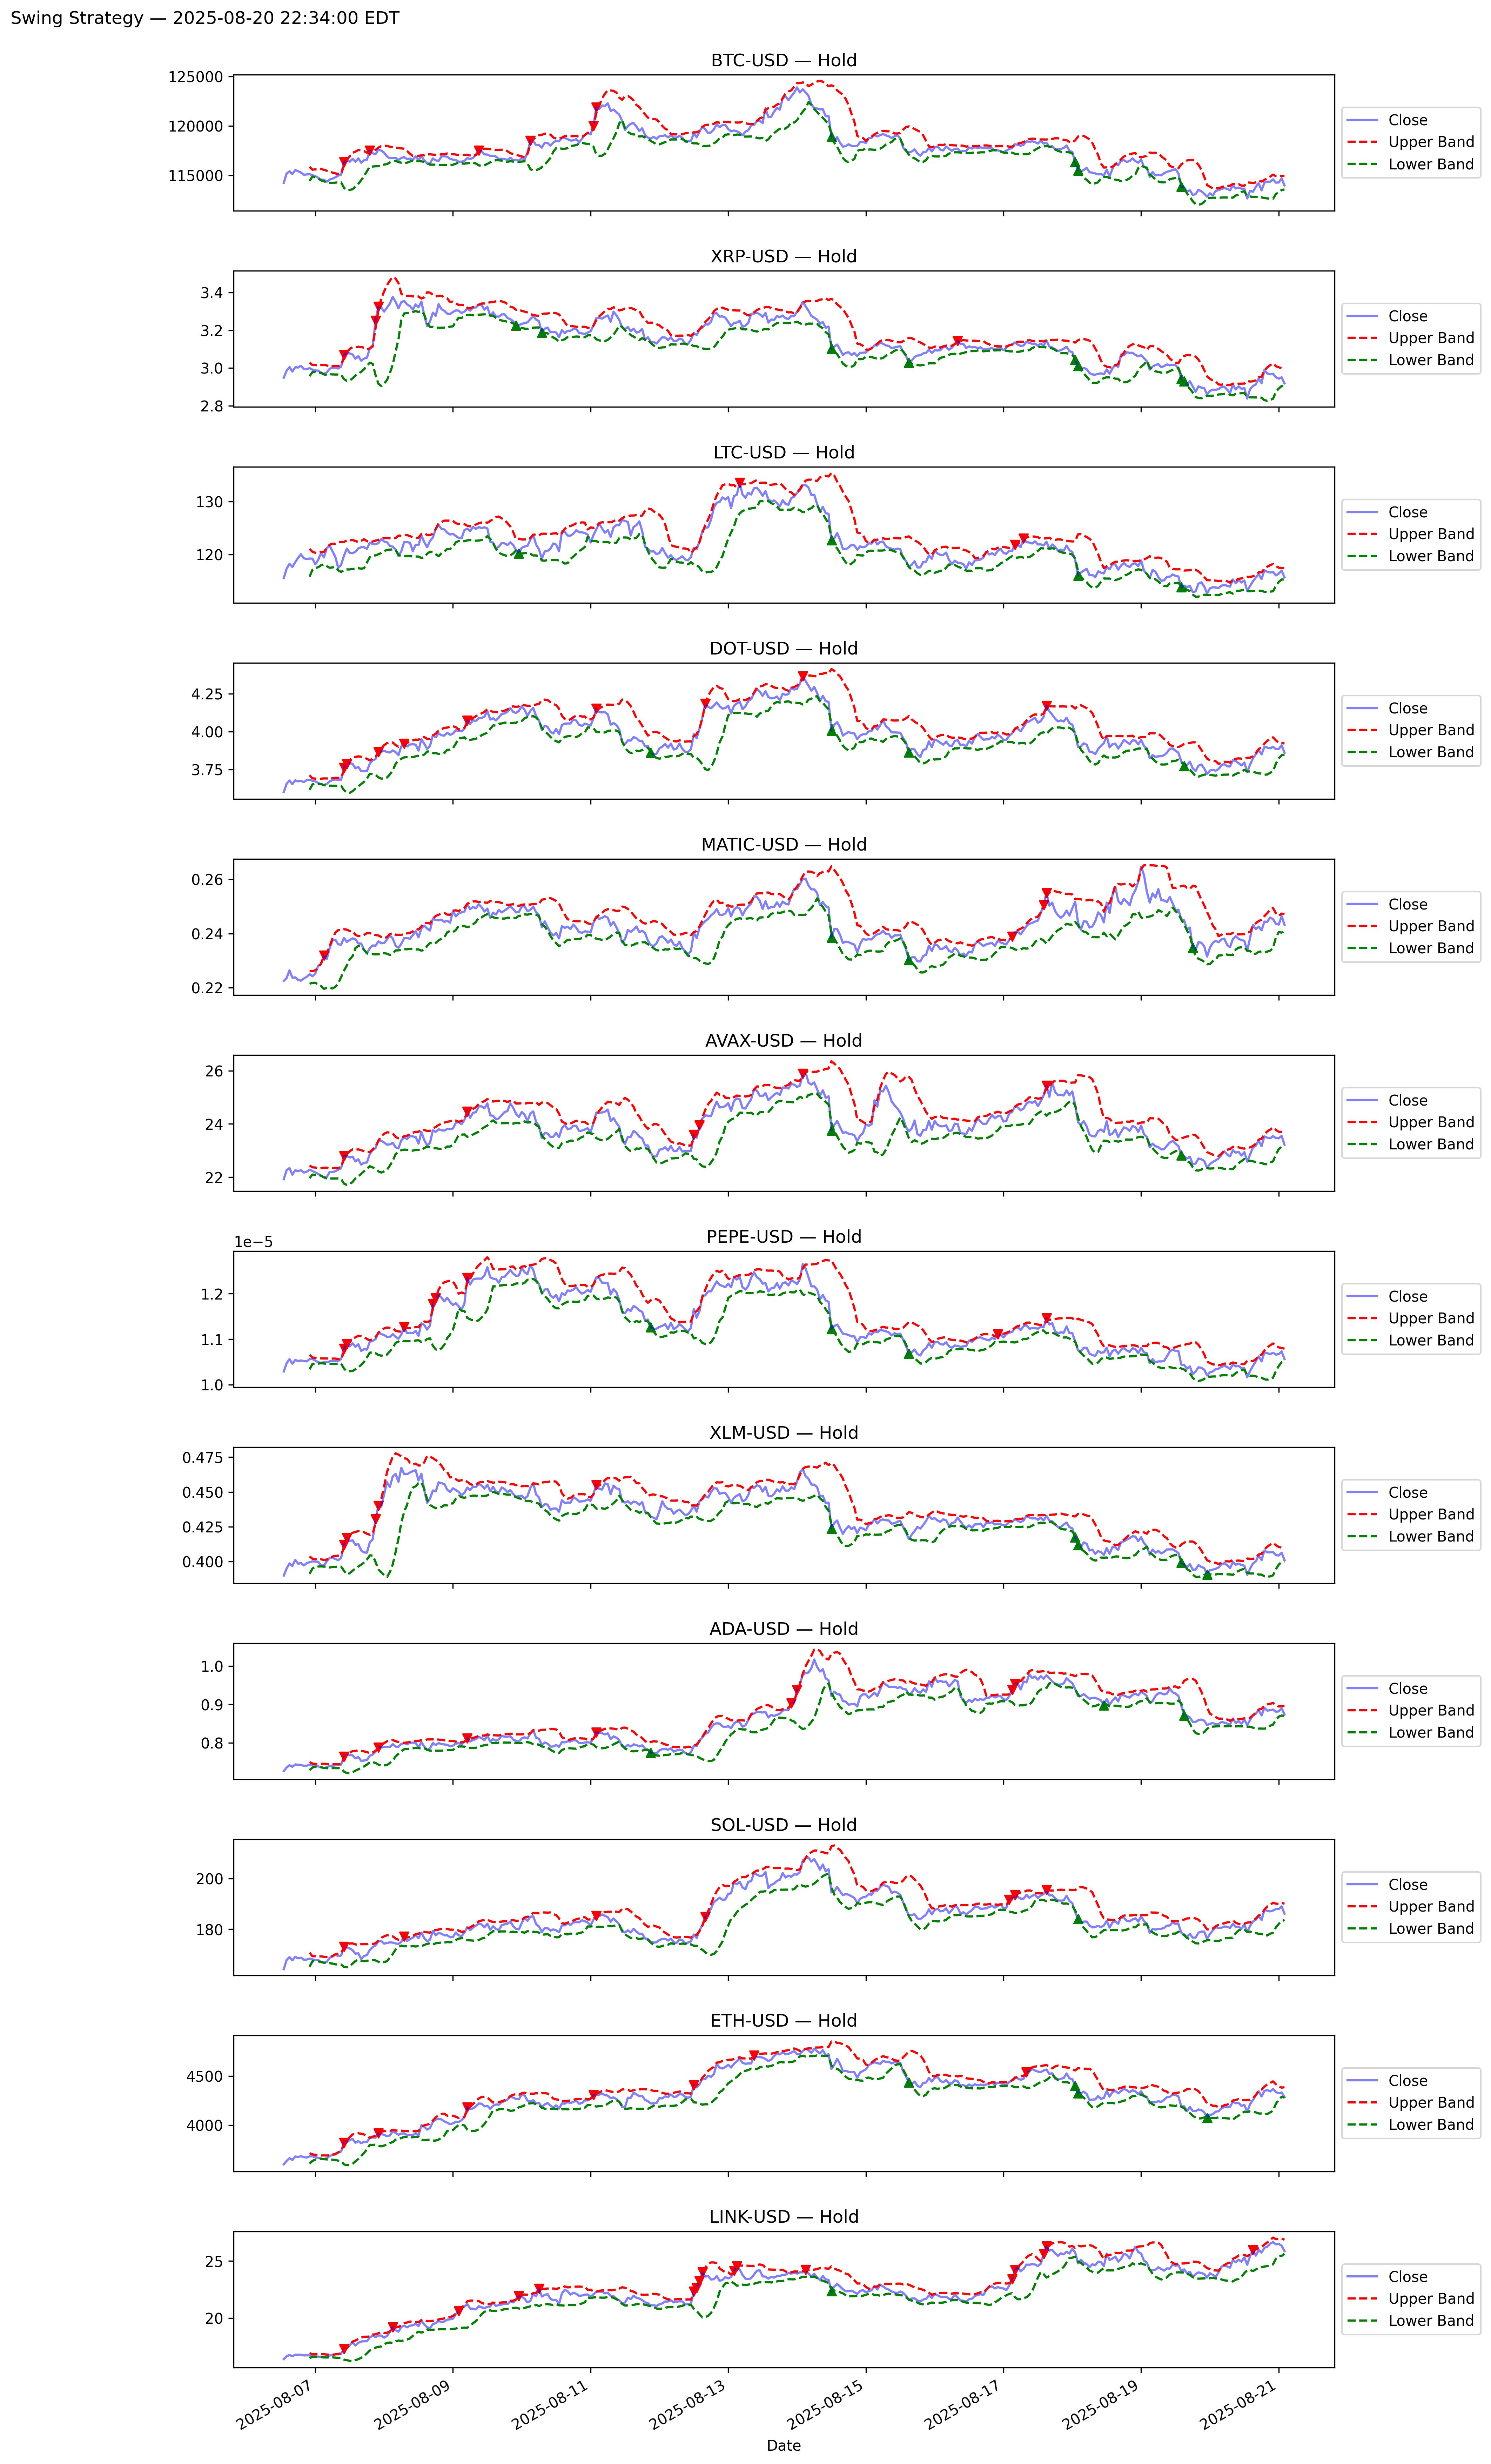 Swing Strategy — 2025-08-20 22:34:00 EDT
BTC-USD — Hold
125000
120000
115000
Close
Upper Band
Lower Band
XRP-USD — Hold
3.4
3.2
3.0
2.8
Close
Upper Band
Lower Band
LTC-USD — Hold
130
120
Close
Upper Band
Lower Band
DOT-USD — Hold
4.25
4.00
3.75
Close
Upper Band
Lower Band
MATIC-USD — Hold
0.26
0.24
0.22
Close
Upper Band
Lower Band
AVAX-USD — Hold
26
24
22
Close
Upper Band
Lower Band
PEPE-USD — Hold
1e−5
1.2
1.1
1.0
Close
Upper Band
Lower Band
XLM-USD — Hold
0.475
0.450
0.425
0.400
Close
Upper Band
Lower Band
ADA-USD — Hold
1.0
0.9
0.8
Close
Upper Band
Lower Band
SOL-USD — Hold
200
180
Close
Upper Band
Lower Band
ETH-USD — Hold
4500
4000
Close
Upper Band
Lower Band
LINK-USD — Hold
25
20
Close
Upper Band
Lower Band
2025-08-07
2025-08-09
2025-08-11
2025-08-13
2025-08-15
2025-08-17
2025-08-19
2025-08-21
Date